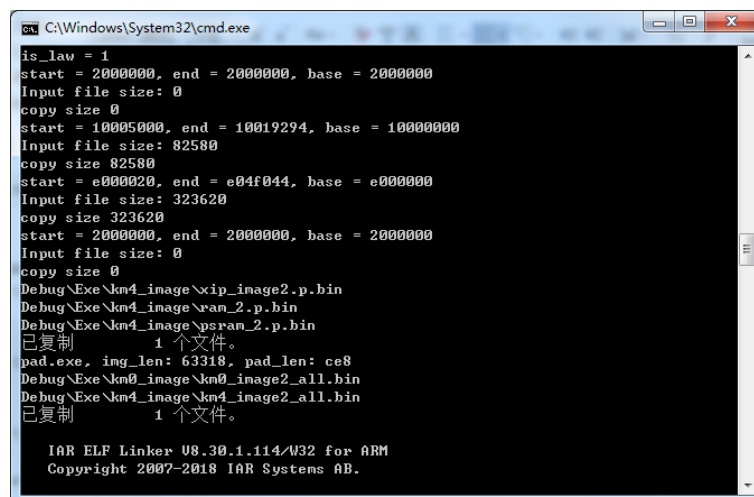 C:\Windows\System32\cmd.exe
is_law = 1
start = 2000000, end = 2000000, base = 2000000
Input file size: 0
copy size 0
start = 10005000, end = 10019294, base = 10000000
Input file size: 82580
copy size 82580
start = e000020, end = e04f044, base = e000000
Input file size: 323620
copy size 323620
start = 2000000, end = 2000000, base = 2000000
Input file size: 0
copy size 0
Debug\Exe\km4_image\xip_image2.p.bin
Debug\Exe\km4_image\ram_2.p.bin
Debug\Exe\km4_image\psram_2.p.bin
已复制         1 个文件。
pad.exe, img_len: 63318, pad_len: ce8
Debug\Exe\km0_image\km0_image2_all.bin
Debug\Exe\km4_image\km4_image2_all.bin
已复制         1 个文件。
IAR ELF Linker V8.30.1.114/W32 for ARM
Copyright 2007-2018 IAR Systems AB.